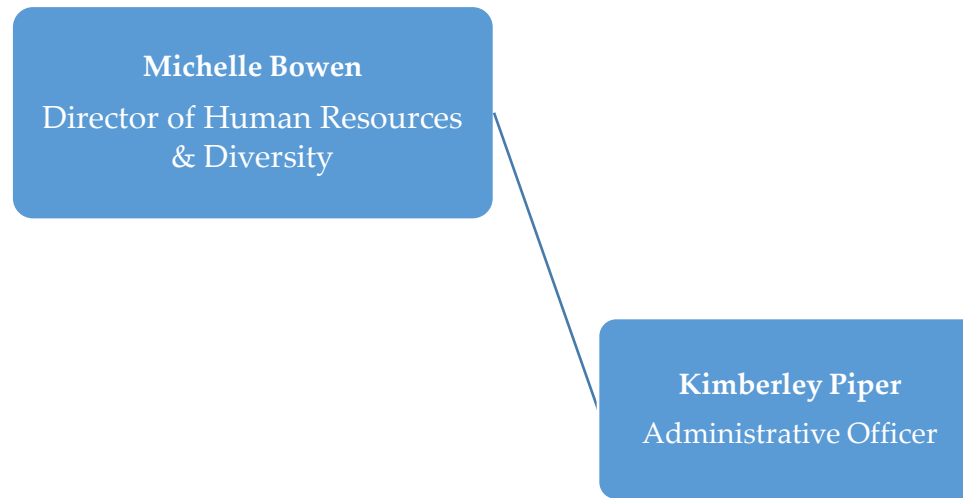 Michelle Bowen
Director of Human Resources
& Diversity
Kimberley Piper
Administrative Officer